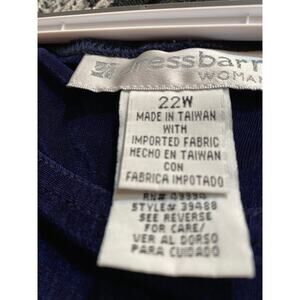 ressbarn
WOMAN
22W
MADE IN TAIWAN
WITH
IMPORTED FABRIC
HECHO EN TAIWAN
CON
FABRICA IMPOTADO
STYLE# 39488
SEE REVERSE
FOR CARE/
VER AL DORSO
PARA CUIDADO